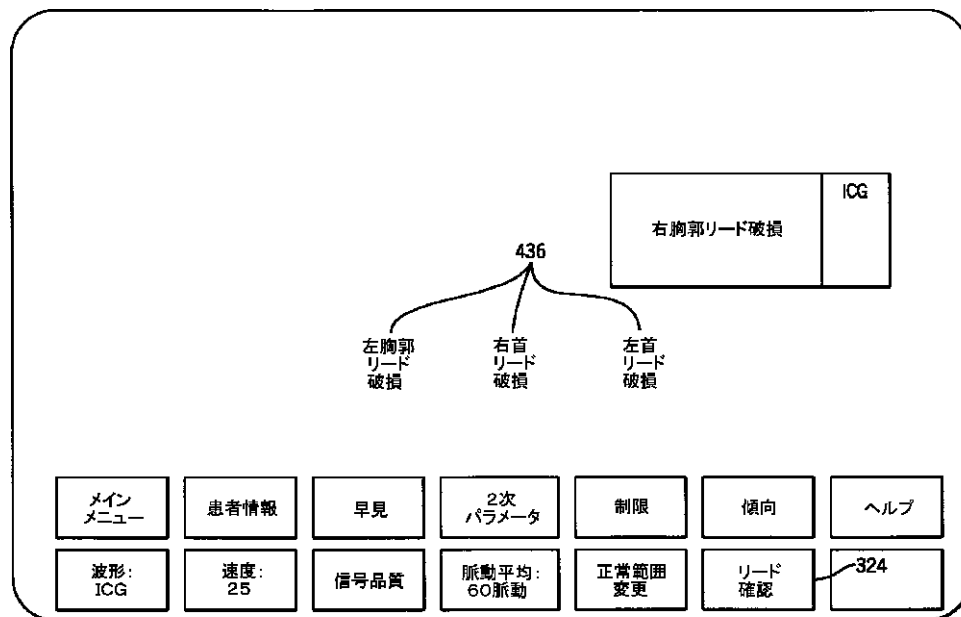 ICG
右胸郭リード破損
436
左胸郭
リード
破損
右首
リード
破損
左首
リード
破損
メイン
メニュー
患者情報
早見
2次
パラメータ
制限
傾向
ヘルプ
波形:
ICG
速度:
25
信号品質
脈動平均:
60脈動
正常範囲
変更
リード
確認
324